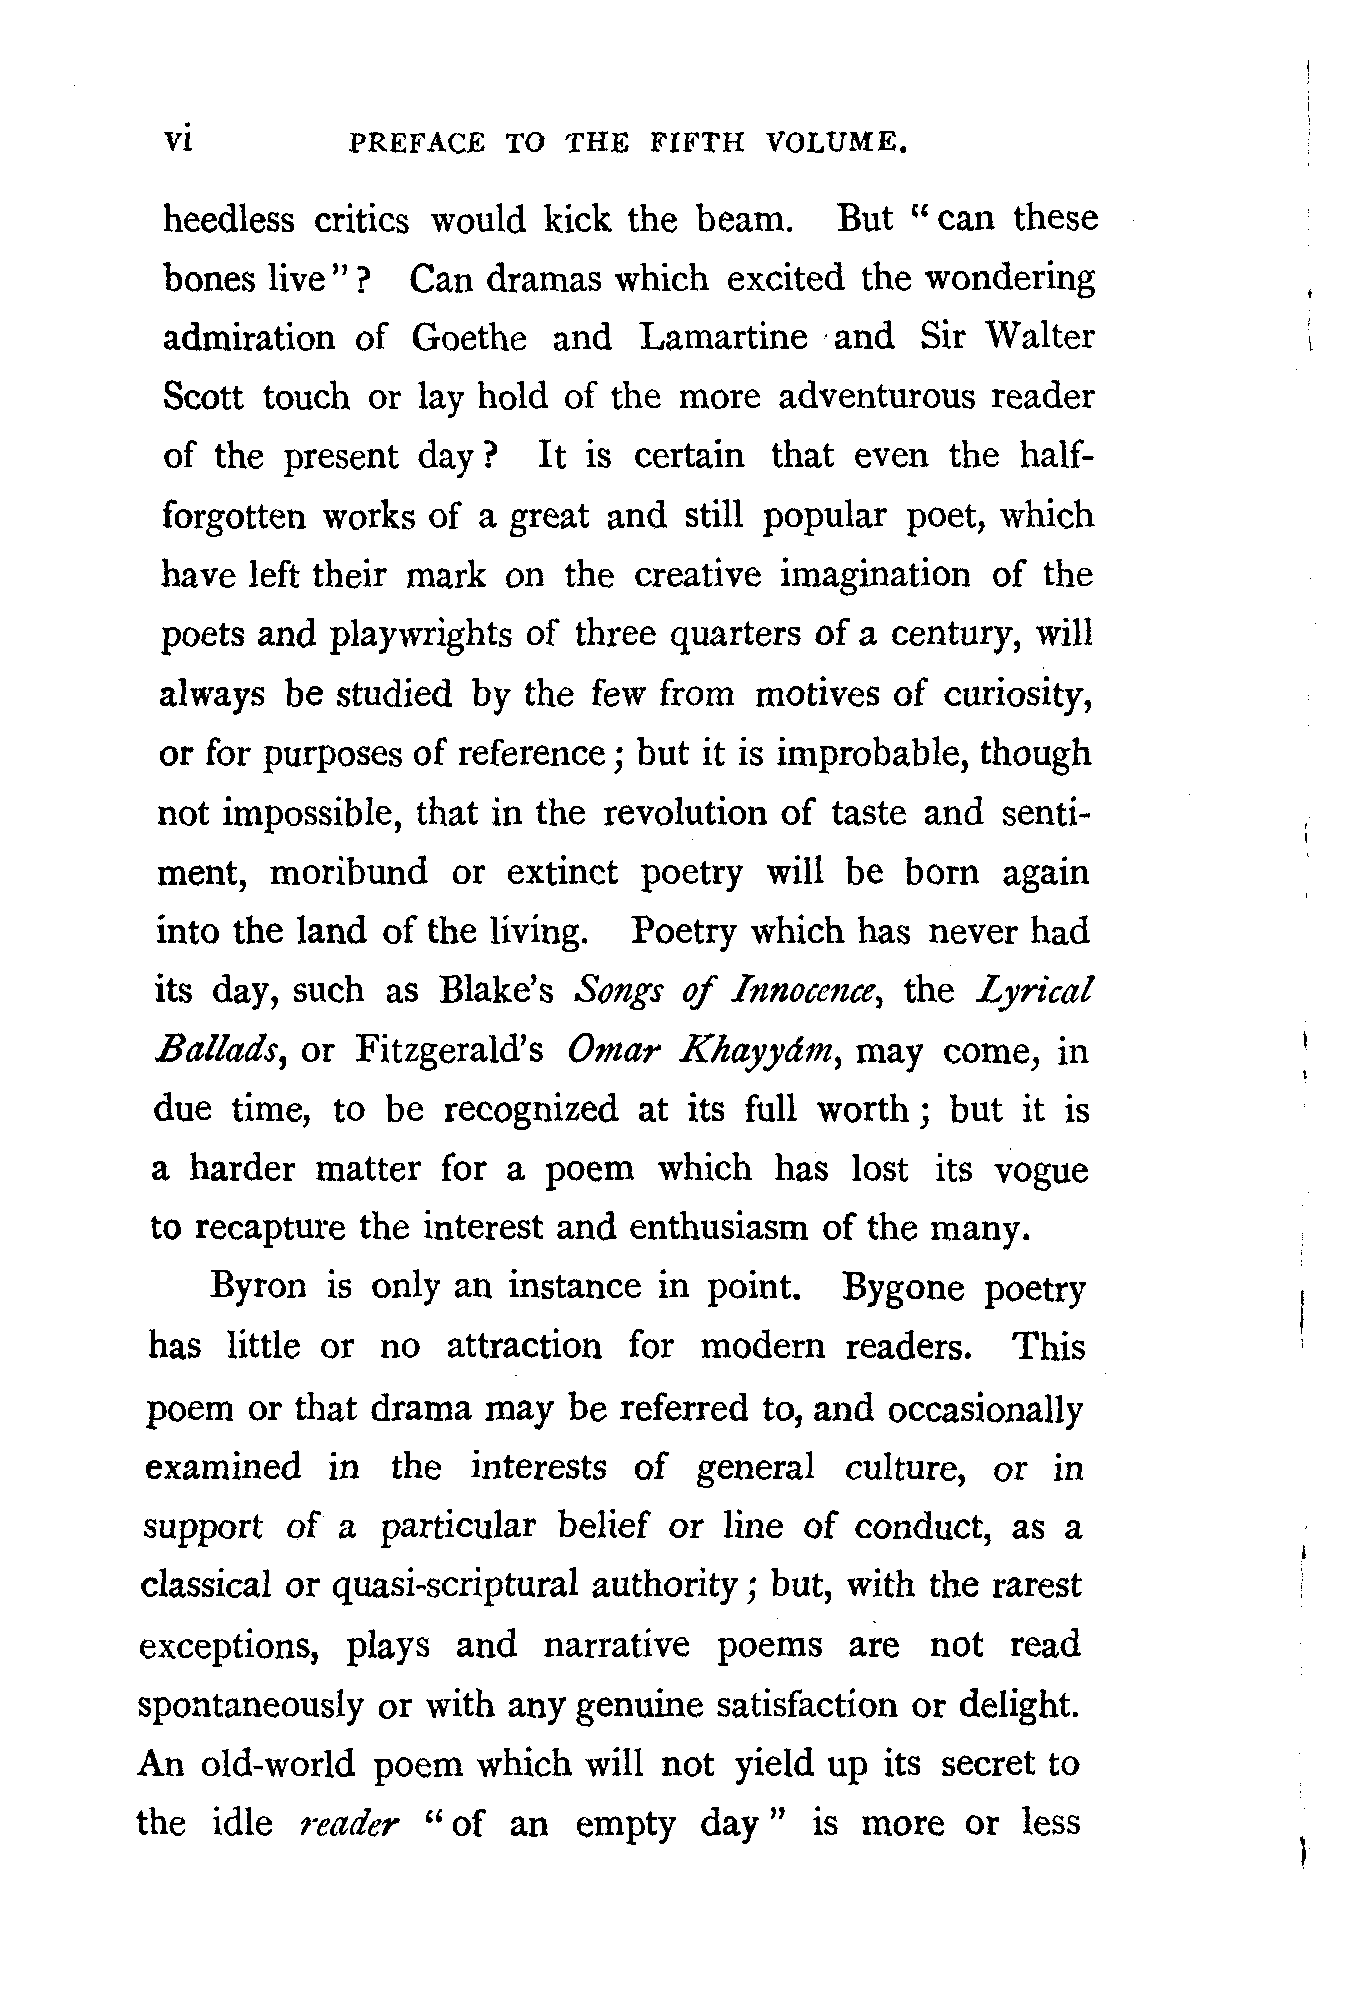 vi PREFACE TO THE FIFTH VOLUME.
heedless critics would kick the beam. But “can these
bones live”? Can dramas which excited the wondering
admiration of Goethe and Lamartine and Sir Walter
Scott touch or lay hold of the more adventurous reader
of the present day? It is certain that even the half-
forgotten works of a great and still popular poet, which
have left their mark on the creative imagination of the
poets and playwrights of three quarters of a century, will
always be studied by the few from motives of curiosity,
or for purposes of reference; but it is improbable, though
not impossible, that in the revolution of taste and senti-
ment, moribund or extinct poetry will be born again
into the land of the living. Poetry which has never had
its day, such as Blake’s Songs of Innocence, the Lyrical
Ballads, or Fitzgerald’s Omar Khayyám, may come, in
due time, to be recognized at its full worth; but it is
a harder matter for a poem which has lost its vogue
to recapture the interest and enthusiasm of the many.
Byron is only an instance in point. Bygone poetry
has little or no attraction for modern readers. This
poem or that drama may be referred to, and occasionally
examined in the interests of general culture, or in
support of a particular belief or line of conduct, as a
classical or quasi-scriptural authority; but, with the rarest
exceptions, plays and narrative poems are not read
spontaneously or with any genuine satisfaction or delight.
An old-world poem which will not yield up its secret to
the idle reader “of an empty day” is more or less